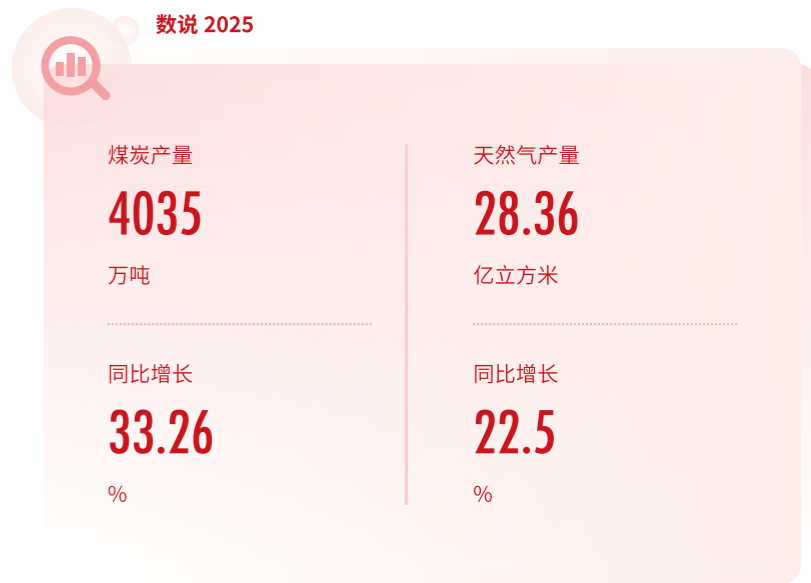 数说 2025
煤炭产量
4035
万吨
同比增长
33.26
%
天然气产量
28.36
亿立方米
同比增长
22.5
%